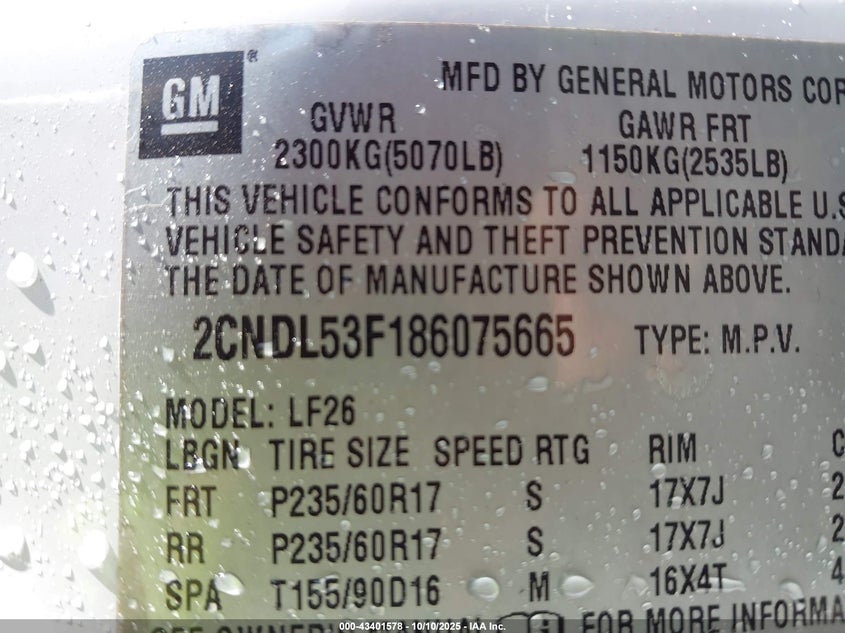 GM®
MFD BY GENERAL MOTORS COR
GVWR GAWR FRT
2300KG(5070LB) 1150KG(2535LB)
THIS VEHICLE CONFORMS TO ALL APPLICABLE U.S
VEHICLE SAFETY AND THEFT PREVENTION STANDA
THE DATE OF MANUFACTURE SHOWN ABOVE.
2CNDL53F186075665 TYPE: M.P.V.
MODEL: LF26
LBGN TIRE SIZE SPEED RTG RIM C
FRT P235/60R17 S 17X7J 2
RR P235/60R17 S 17X7J 2
SPA T155/90D16 M 16X4T 4
FOR MORE INFORMA
000-43401578 - 10/10/2025 - IAA Inc.